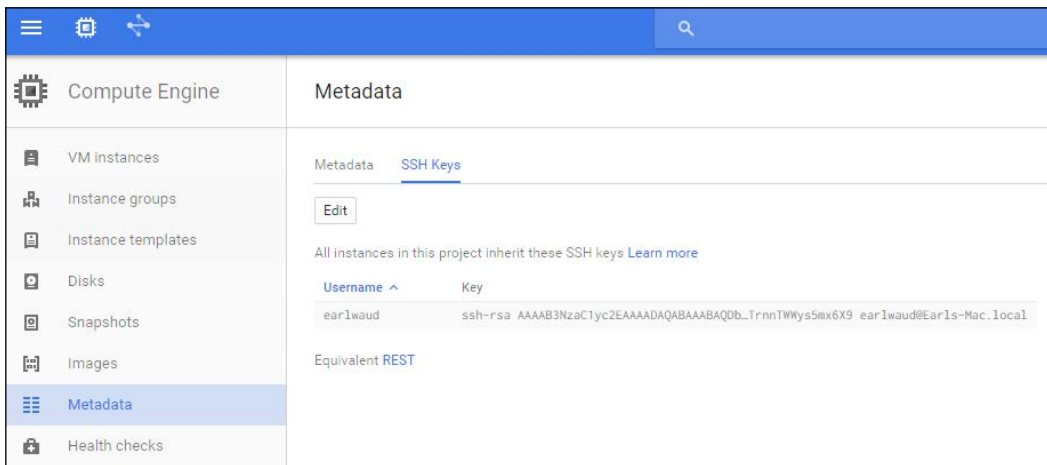 Compute Engine
Metadata
VM instances
Instance groups
Instance templates
Disks
Snapshots
Images
Metadata
Health checks
Metadata SSH Keys
Edit
All instances in this project inherit these SSH keys Learn more
Username Key
earlwaud ssh-rsa AAAAB3NzaC1yc2EAAAADAQABAAABAQDb…TrnnTWWys5mx6X9 earlwaud@Earls-Mac.local
Equivalent REST